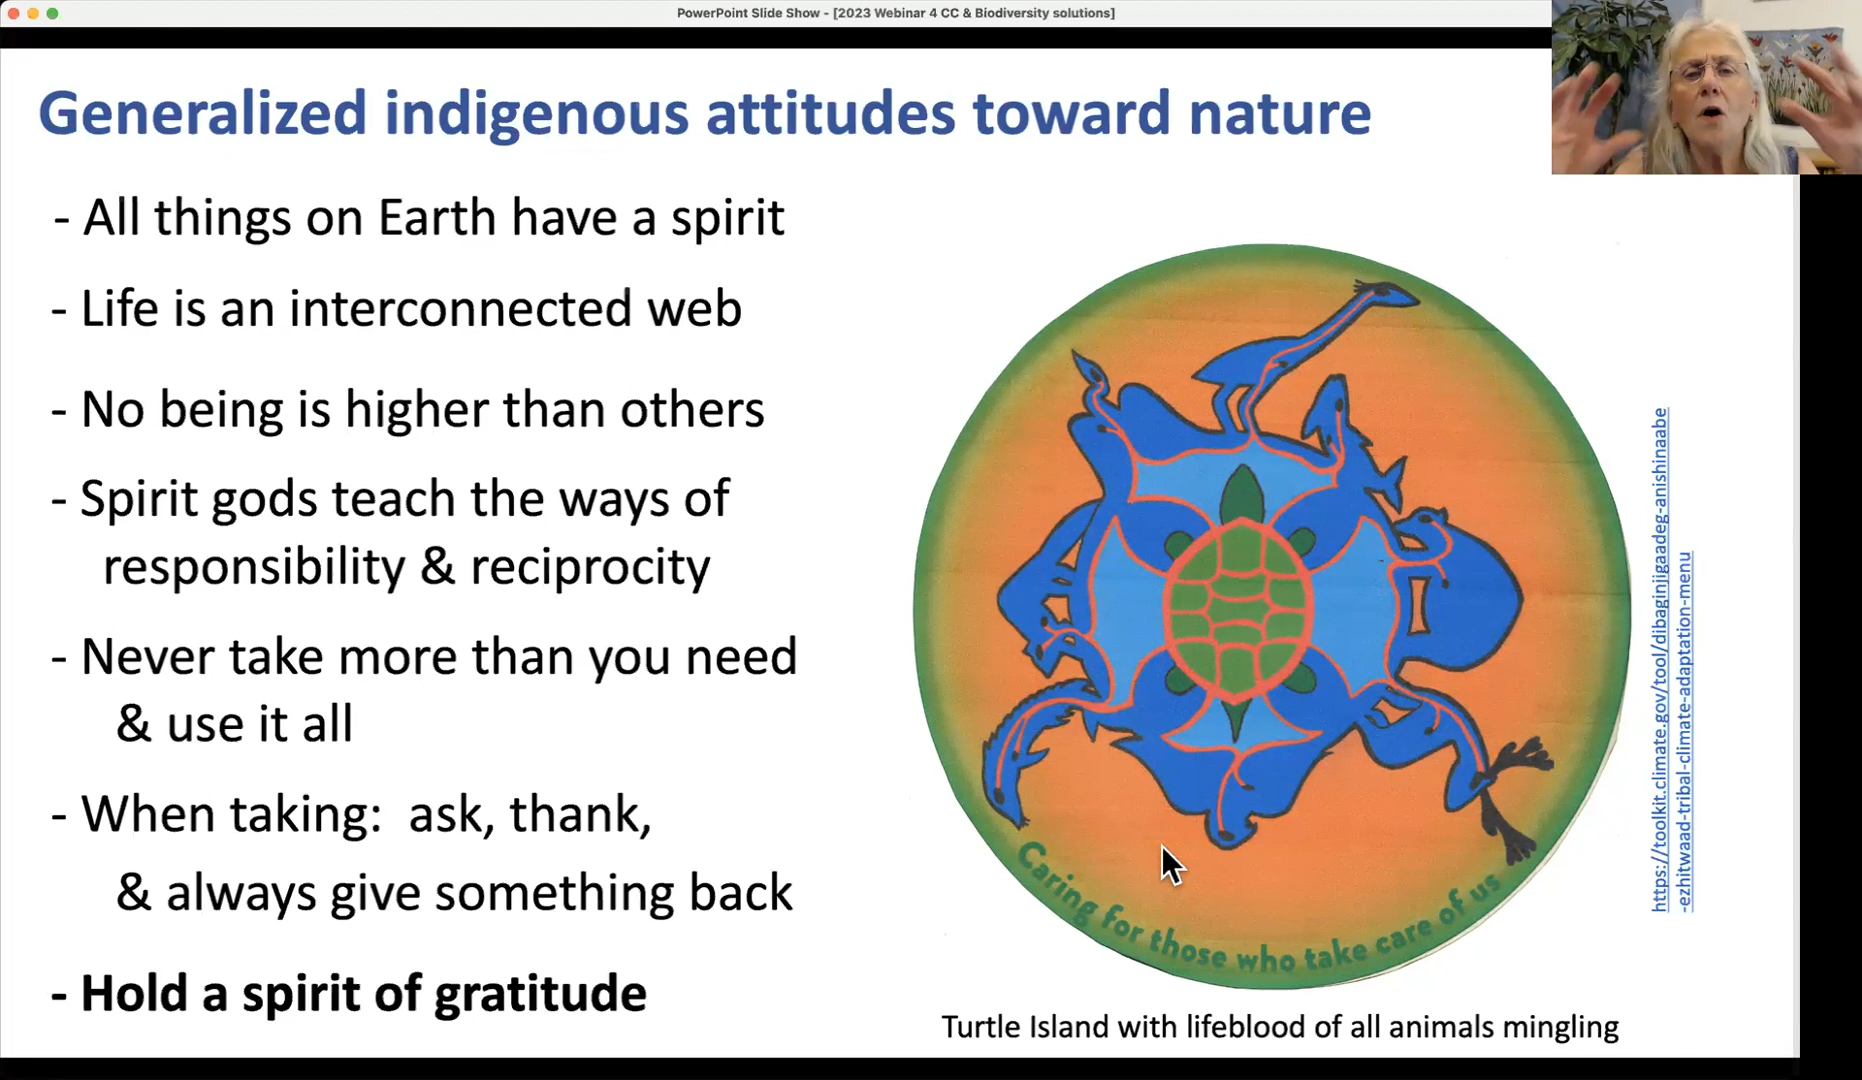 PowerPoint Slide Show - [2023 Webinar 4 CC & Biodiversity solutions]
Generalized indigenous attitudes toward nature
- All things on Earth have a spirit
- Life is an interconnected web
- No being is higher than others
- Spirit gods teach the ways of
responsibility & reciprocity
- Never take more than you need
& use it all
- When taking: ask, thank,
& always give something back
- Hold a spirit of gratitude
Caring for those who take care of us
Turtle Island with lifeblood of all animals mingling
https://toolkit.climate.gov/tool/dibaginjigaadeg-anishinaabe
-ezhitwaad-tribal-climate-adaptation-menu